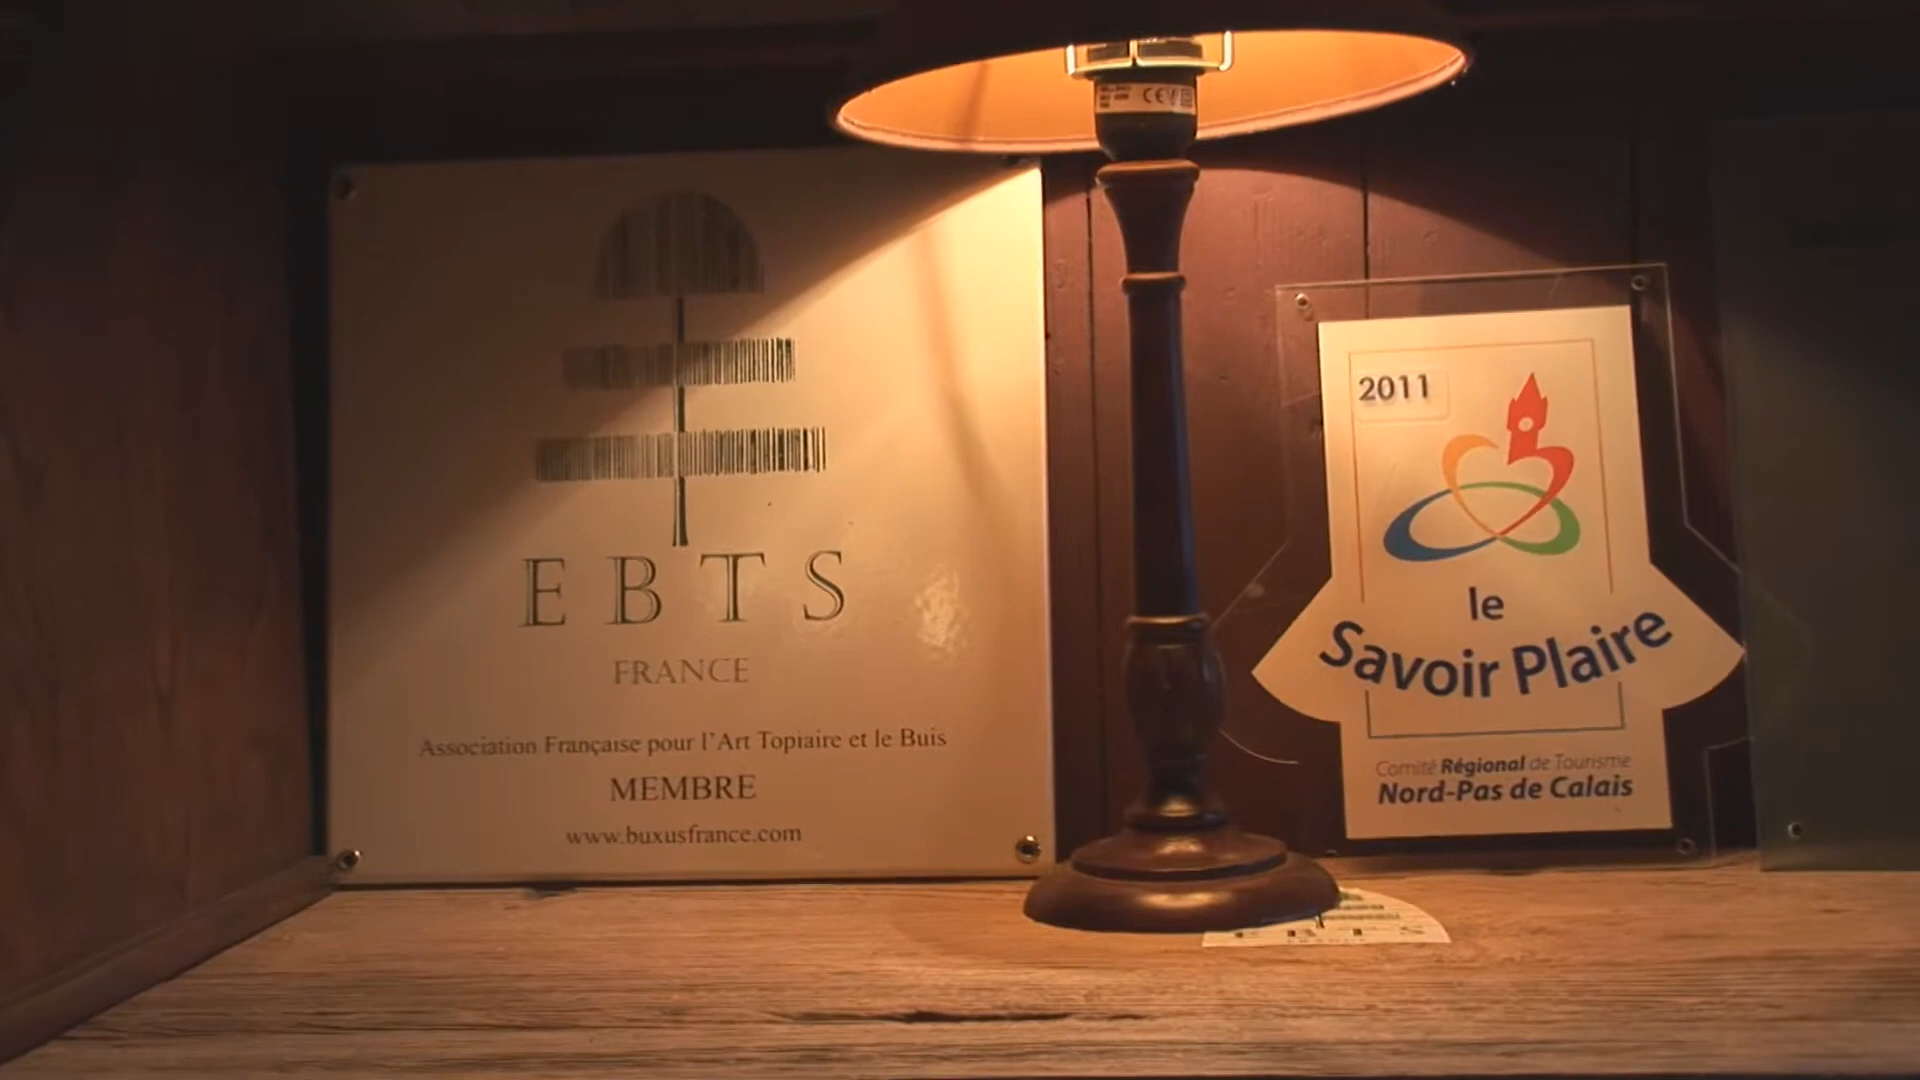 E B T S
FRANCE
Association Française pour l'Art Topiaire et le Buis
MEMBRE
www.buxusfrance.com
CE
2011
le
Savoir Plaire
Comité Régional de Tourisme
Nord-Pas de Calais
E B T S